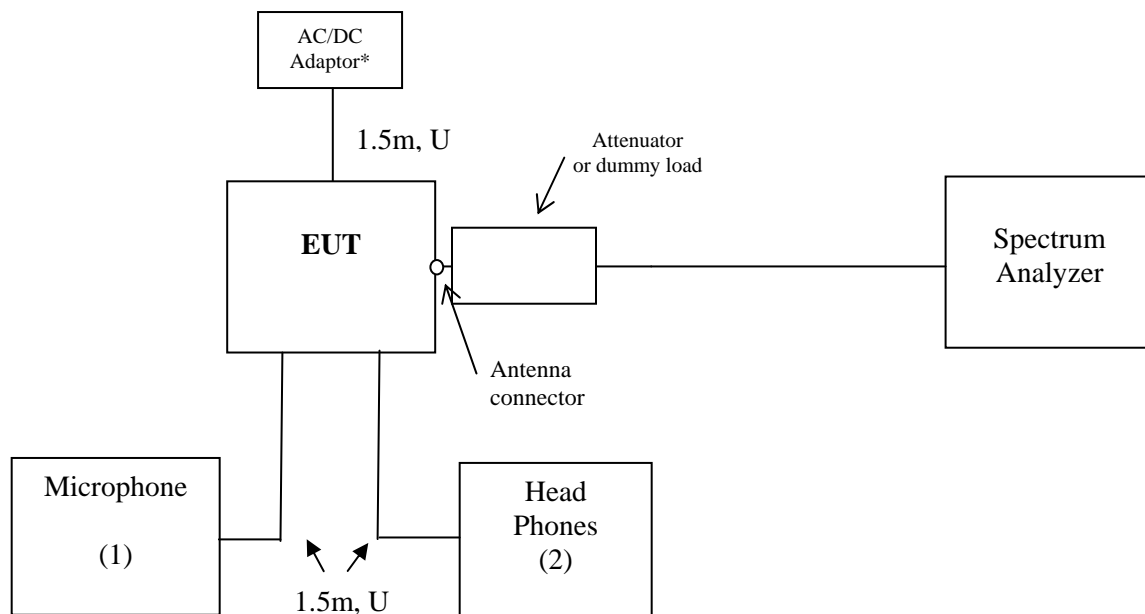 AC/DC
Adaptor*
1.5m, U
Attenuator
or dummy load
EUT
Spectrum
Analyzer
Antenna
connector
Microphone
(1)
Head
Phones
(2)
1.5m, U